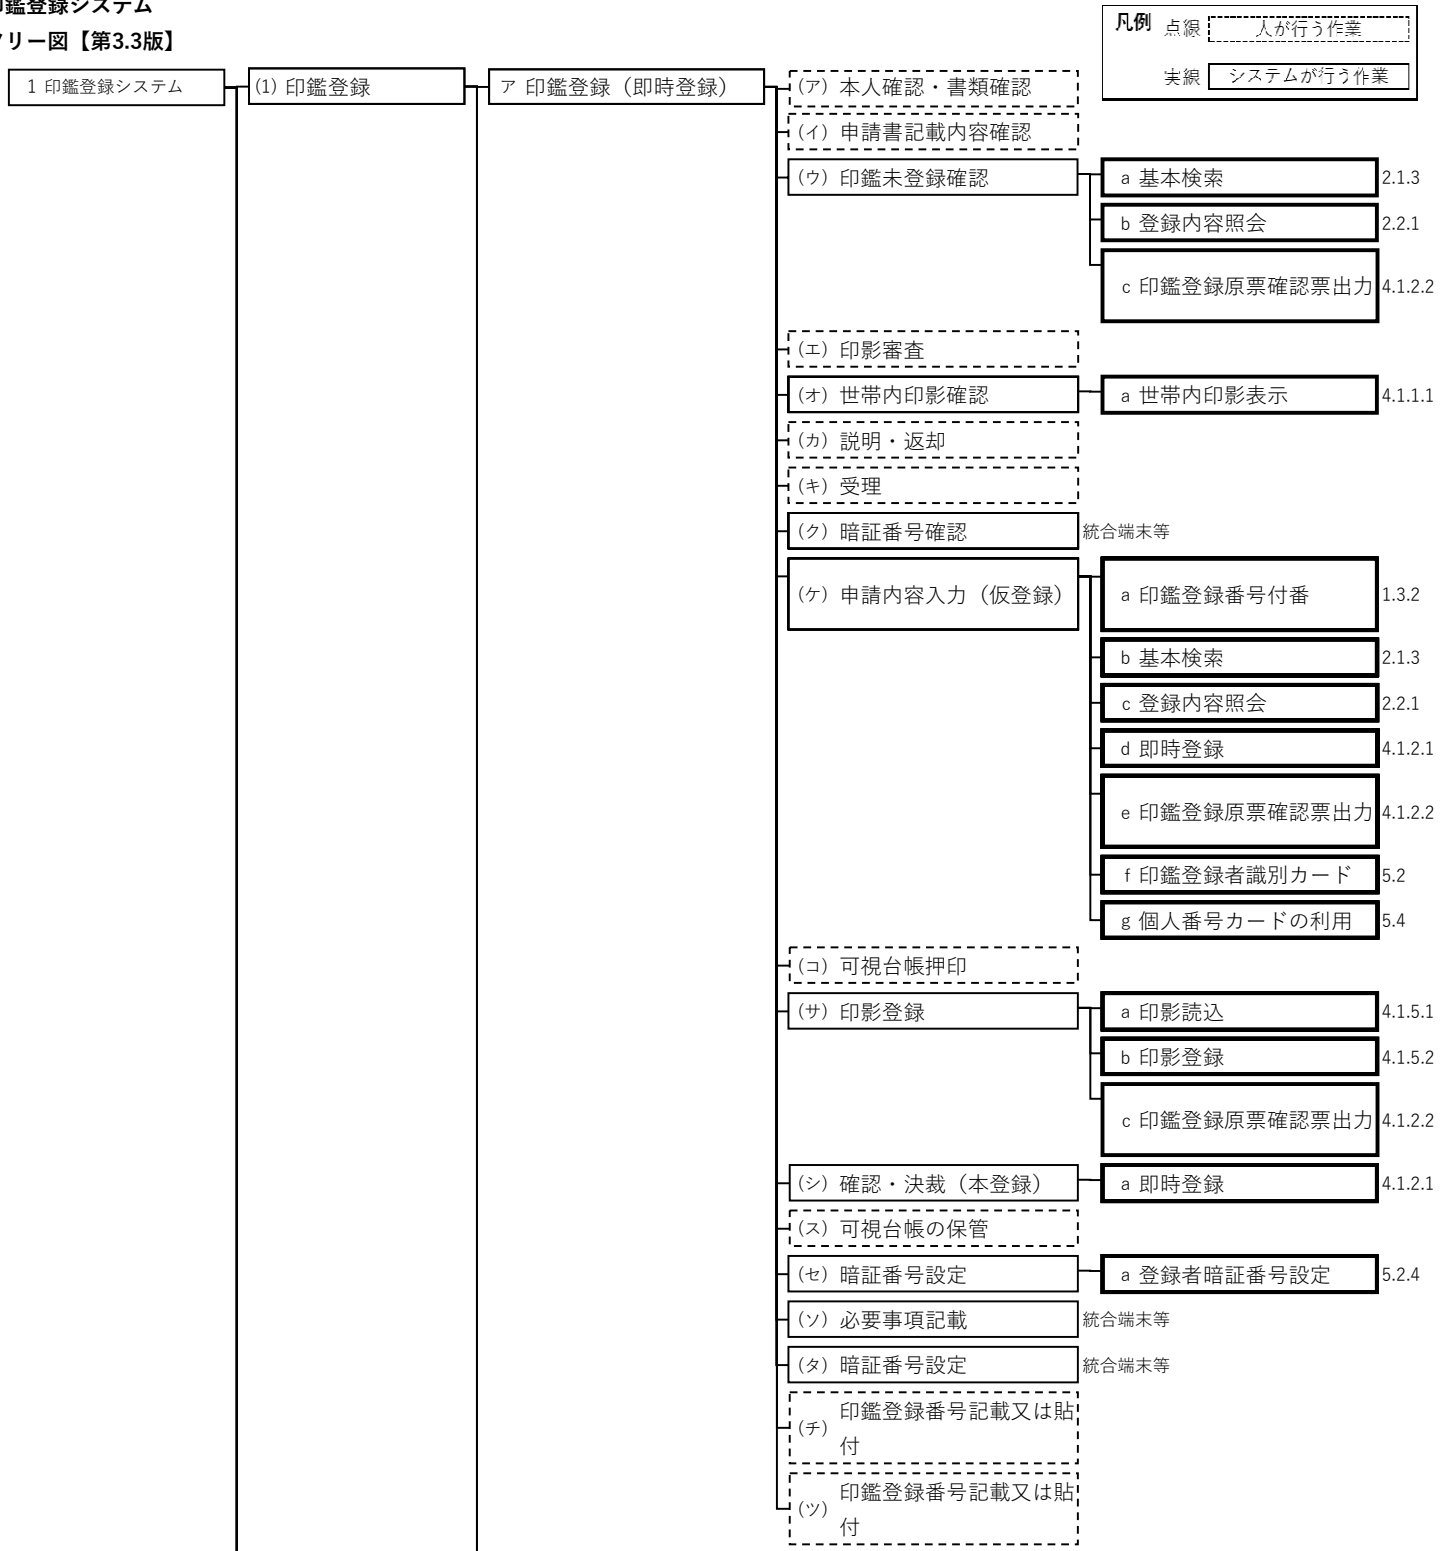 印鑑登録システム
ツリー図【第3.3版】
凡例
点線 人が行う作業
実線 システムが行う作業
1 印鑑登録システム
(1) 印鑑登録
ア 印鑑登録（即時登録）
(ア) 本人確認・書類確認
(イ) 申請書記載内容確認
(ウ) 印鑑未登録確認
a 基本検索 2.1.3
b 登録内容照会 2.2.1
c 印鑑登録原票確認票出力 4.1.2.2
(エ) 印影審査
(オ) 世帯内印影確認
a 世帯内印影表示 4.1.1.1
(カ) 説明・返却
(キ) 受理
(ク) 暗証番号確認 統合端末等
(ケ) 申請内容入力（仮登録）
a 印鑑登録番号付番 1.3.2
b 基本検索 2.1.3
c 登録内容照会 2.2.1
d 即時登録 4.1.2.1
e 印鑑登録原票確認票出力 4.1.2.2
f 印鑑登録者識別カード 5.2
g 個人番号カードの利用 5.4
(コ) 可視台帳押印
(サ) 印影登録
a 印影読込 4.1.5.1
b 印影登録 4.1.5.2
c 印鑑登録原票確認票出力 4.1.2.2
(シ) 確認・決裁（本登録）
a 即時登録 4.1.2.1
(ス) 可視台帳の保管
(セ) 暗証番号設定
a 登録者暗証番号設定 5.2.4
(ソ) 必要事項記載 統合端末等
(タ) 暗証番号設定 統合端末等
(チ) 印鑑登録番号記載又は貼
付
(ツ) 印鑑登録番号記載又は貼
付